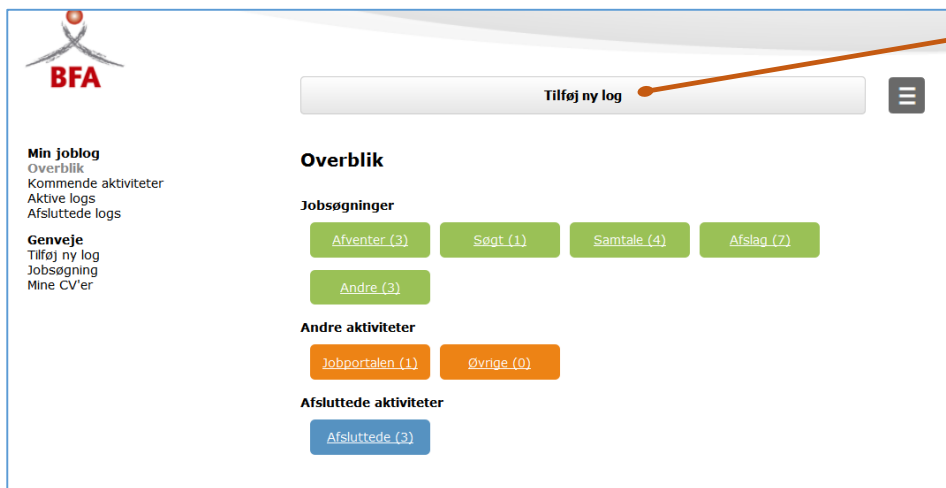 BFA
Tilføj ny log
Min joblog
Overblik
Kommende aktiviteter
Aktive logs
Afsluttede logs
Genveje
Tilføj ny log
Jobsøgning
Mine CV'er
Overblik
Jobsøgninger
Afventer (3) Søgt (1) Samtale (4) Afslag (7)
Andre (3)
Andre aktiviteter
Jobportalen (1) Øvrige (0)
Afsluttede aktiviteter
Afsluttede (3)